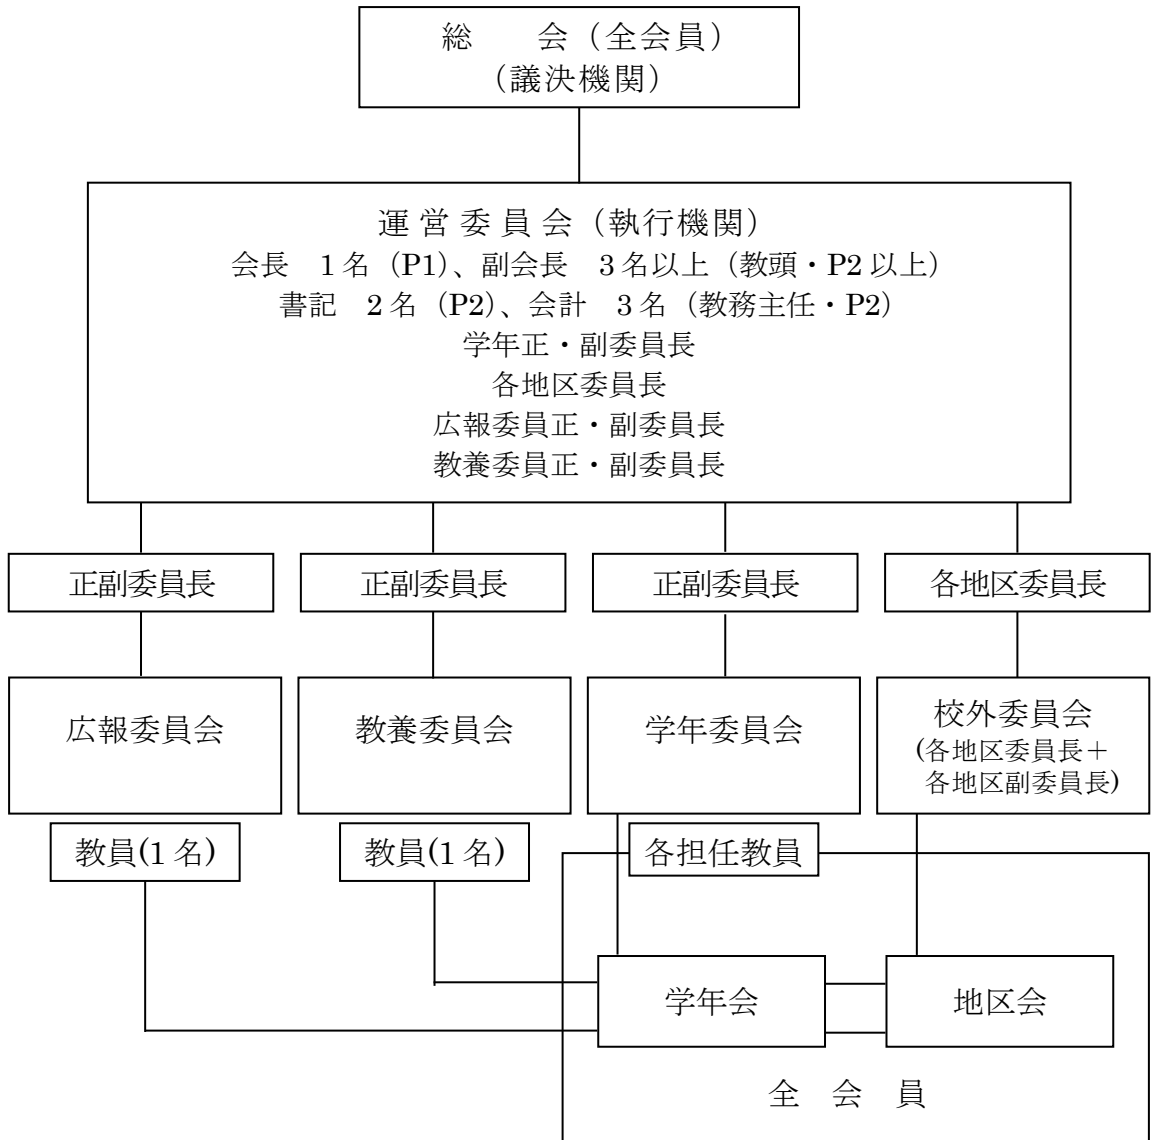 総　　会（全会員）
（議決機関）
運 営 委 員 会（執行機関）
会長　1 名（P1）、副会長　3 名以上（教頭・P2 以上）
書記　2 名（P2）、会計　3 名（教務主任・P2）
学年正・副委員長
各地区委員長
広報委員正・副委員長
教養委員正・副委員長
正副委員長
正副委員長
正副委員長
各地区委員長
広報委員会
教養委員会
学年委員会
校外委員会
(各地区委員長＋
各地区副委員長)
教員(1 名)
教員(1 名)
各担任教員
学年会
地区会
全　会　員